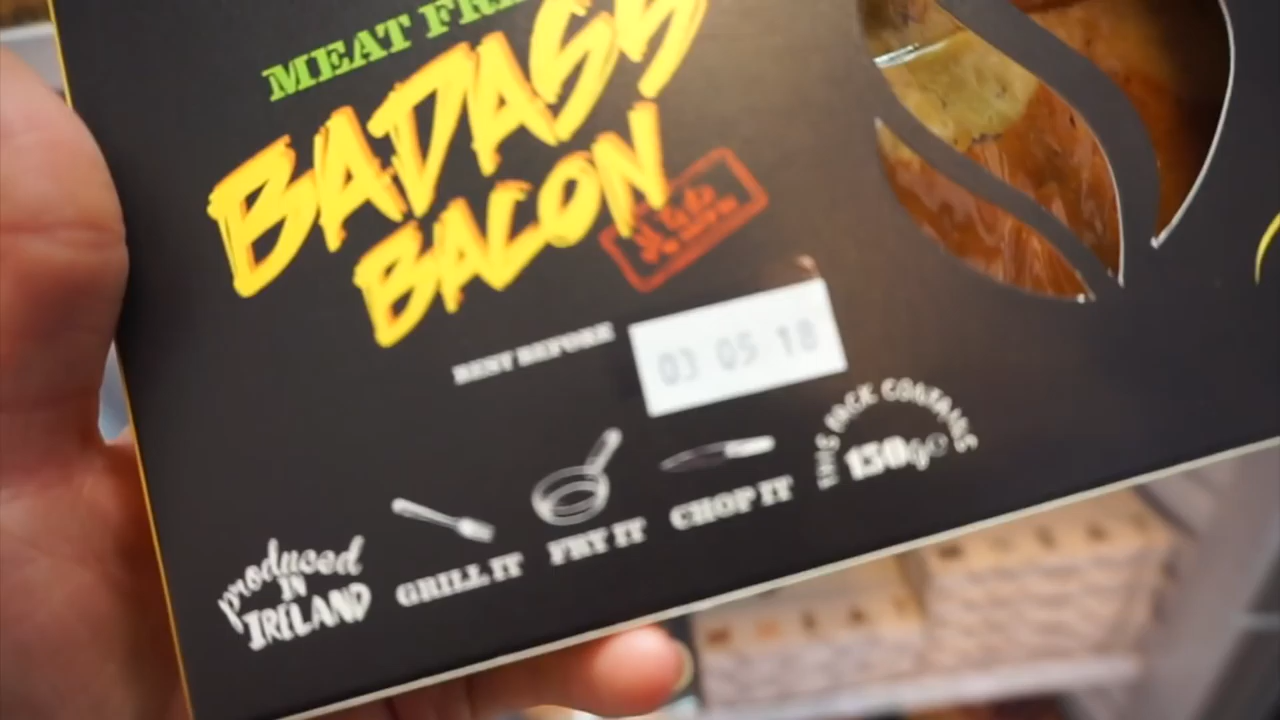 MEAT FREE
BADASS
BACON
BEST BEFORE
03 05 18
THIS PACK CONTAINS
150g℮
GRILL IT
FRY IT
CHOP IT
produced
IN
IRELAND